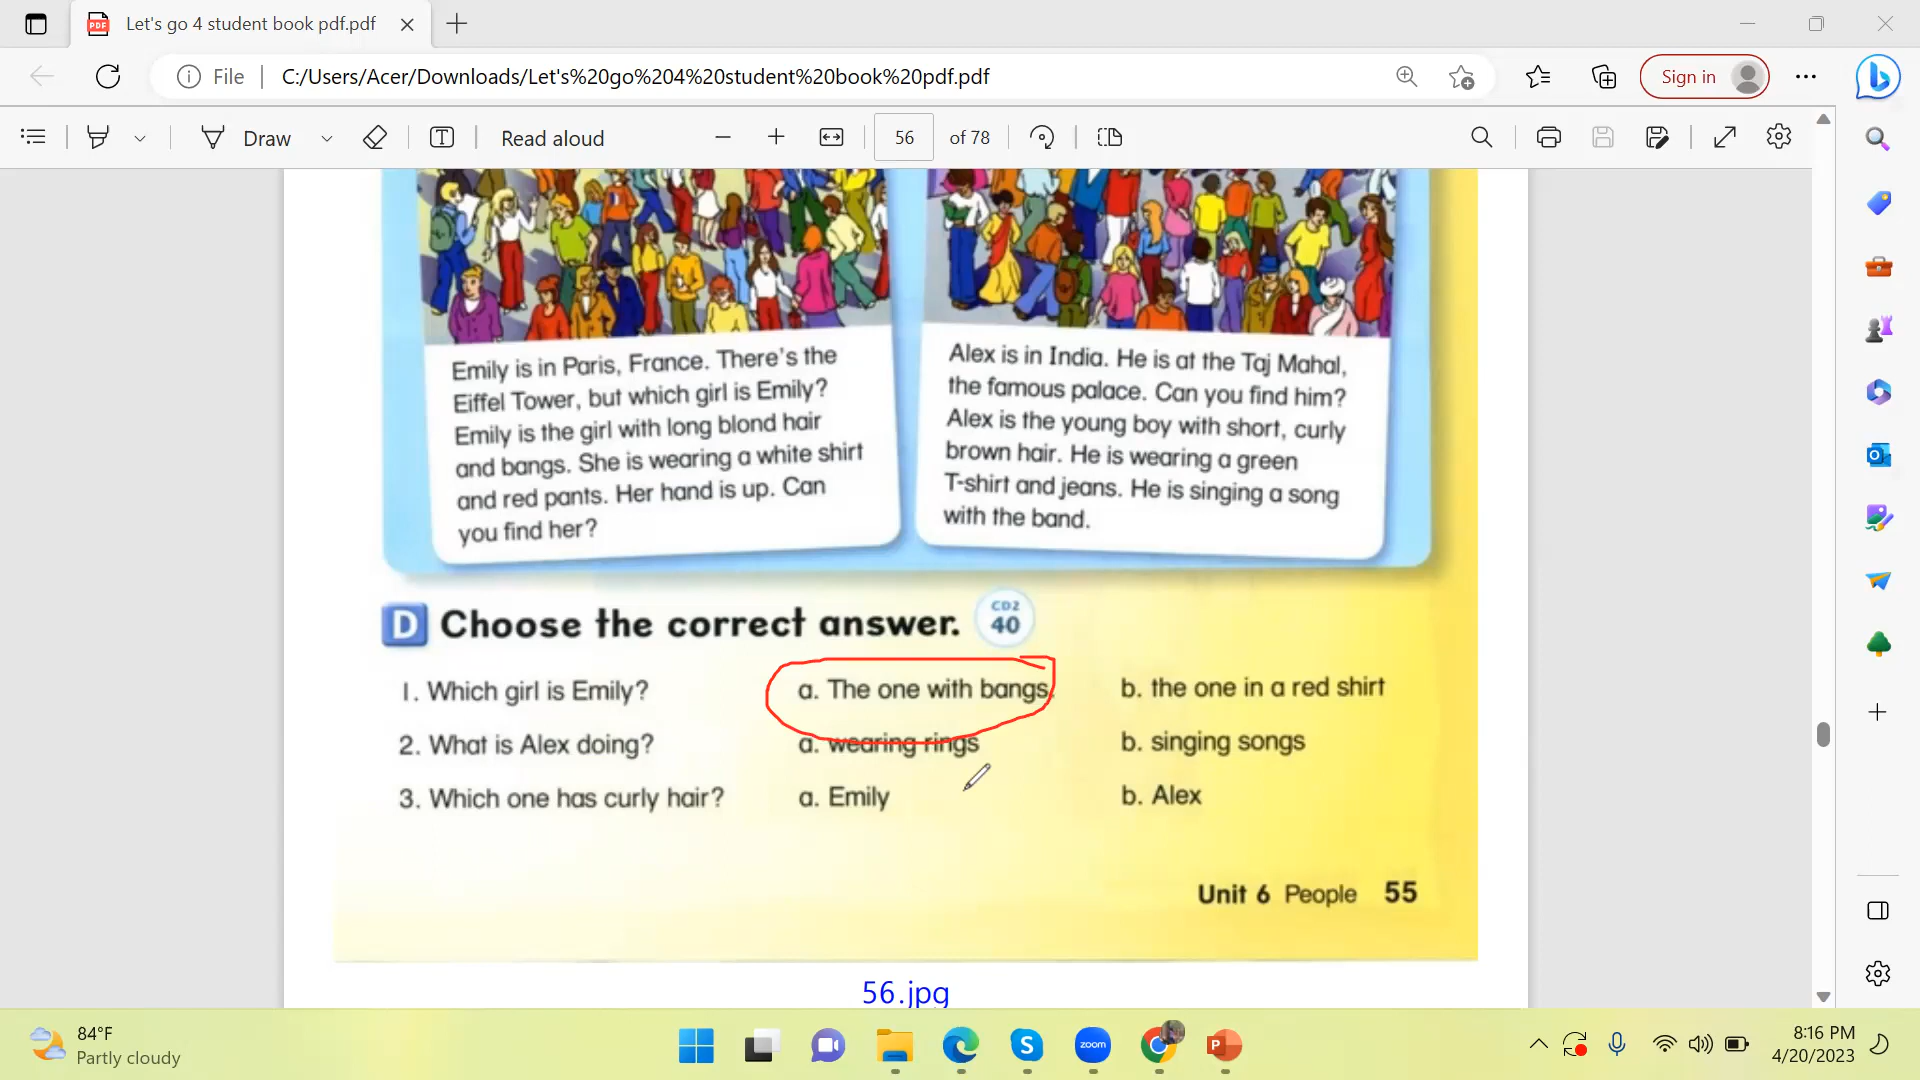 Let's go 4 student book pdf.pdf
File
C:/Users/Acer/Downloads/Let's%20go%204%20student%20book%20pdf.pdf
Sign in
Draw
Read aloud
56
of 78
Emily is in Paris, France. There's the
Eiffel Tower, but which girl is Emily?
Emily is the girl with long blond hair
and bangs. She is wearing a white shirt
and red pants. Her hand is up. Can
you find her?
Alex is in India. He is at the Taj Mahal,
the famous palace. Can you find him?
Alex is the young boy with short, curly
brown hair. He is wearing a green
T-shirt and jeans. He is singing a song
with the band.
D Choose the correct answer. CD2 40
1. Which girl is Emily? a. The one with bangs. b. the one in a red shirt
2. What is Alex doing? a. wearing rings b. singing songs
3. Which one has curly hair? a. Emily b. Alex
Unit 6 People 55
56.jpg
84°F
Partly cloudy
zoom
8:16 PM
4/20/2023